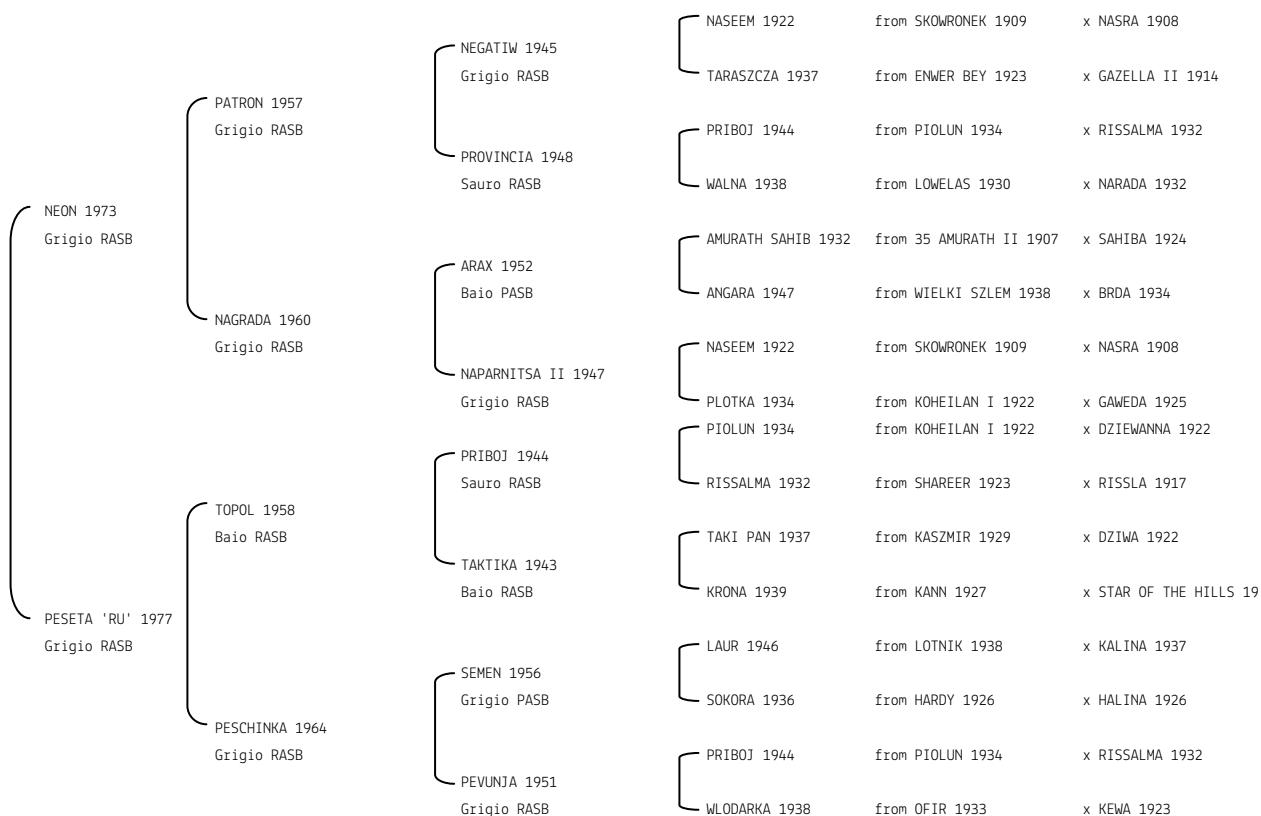 NASEEM 1922 from SKOWRONEK 1909 x NASRA 1908
NEGATIW 1945
Grigio RASB TARASZCZA 1937 from ENWER BEY 1923 x GAZELLA II 1914
PATRON 1957
Grigio RASB PRIBOJ 1944 from PIOLUN 1934 x RISSALMA 1932
PROVINCIA 1948
Sauro RASB WALNA 1938 from LOWELAS 1930 x NARADA 1932
NEON 1973
Grigio RASB AMURATH SAHIB 1932 from 35 AMURATH II 1907 x SAHIBA 1924
ARAX 1952
Baio PASB ANGARA 1947 from WIELKI SZLEM 1938 x BRDA 1934
NAGRADA 1960
Grigio RASB NASEEM 1922 from SKOWRONEK 1909 x NASRA 1908
NAPARNITSA II 1947
Grigio RASB PLOTKA 1934 from KOHEILAN I 1922 x GAWEDA 1925
PIOLUN 1934 from KOHEILAN I 1922 x DZIEWANNA 1922
PRIBOJ 1944
Sauro RASB RISSALMA 1932 from SHAREER 1923 x RISSLA 1917
TOPOL 1958
Baio RASB TAKI PAN 1937 from KASZMIR 1929 x DZIWA 1922
TAKTIKA 1943
Baio RASB KRONA 1939 from KANN 1927 x STAR OF THE HILLS 19
PESETA 'RU' 1977
Grigio RASB LAUR 1946 from LOTNIK 1938 x KALINA 1937
SEMEN 1956
Grigio PASB SOKORA 1936 from HARDY 1926 x HALINA 1926
PESCHINKA 1964
Grigio RASB PRIBOJ 1944 from PIOLUN 1934 x RISSALMA 1932
PEVUNJA 1951
Grigio RASB WLODARKA 1938 from OFIR 1933 x KEWA 1923